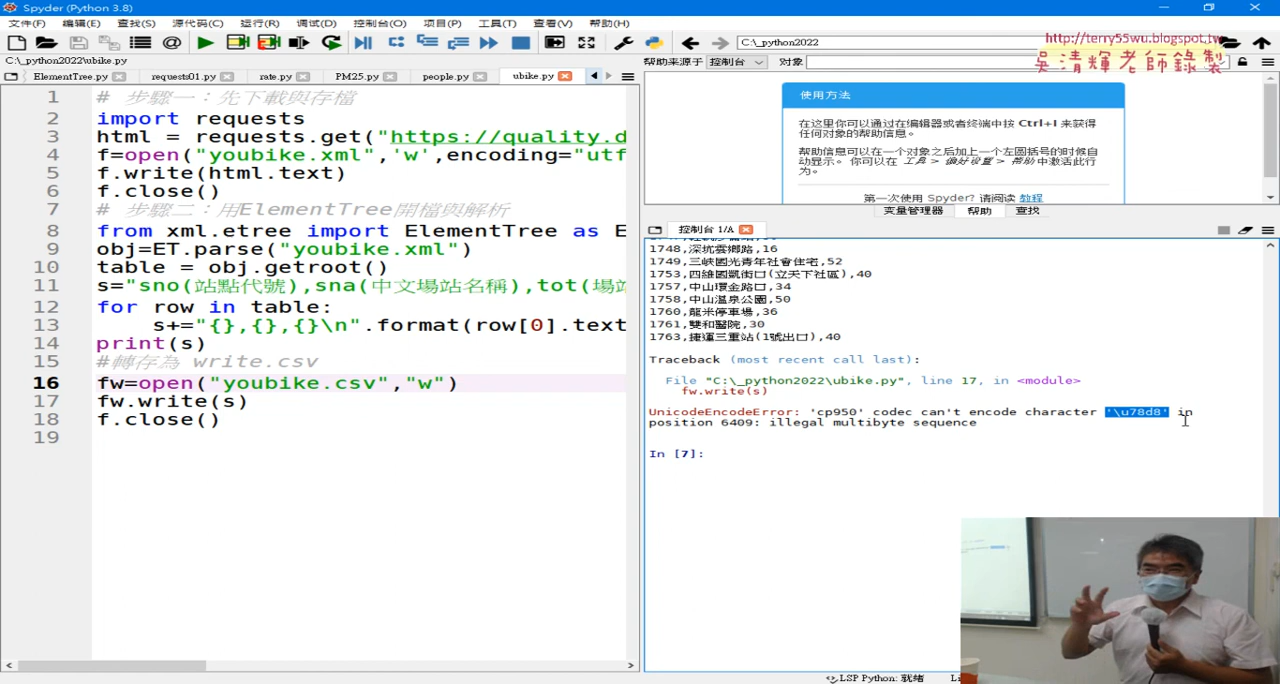 Spyder (Python 3.8)
文件(F) 编辑(E) 查找(S) 源代码(C) 运行(R) 调试(D) 控制台(O) 项目(P) 工具(T) 查看(V) 帮助(H)
C:\_python2022
http://terry55wu.blogspot.tw
吳清輝老師錄製
C:\_python2022\ubike.py
ElementTree.py requests01.py rate.py PM25.py people.py ubike.py
1 # 步驟一：先下載與存檔
2 import requests
3 html = requests.get("https://quality.d
4 f=open("youbike.xml",'w',encoding="utf
5 f.write(html.text)
6 f.close()
7 # 步驟二：用ElementTree開檔與解析
8 from xml.etree import ElementTree as E
9 obj=ET.parse("youbike.xml")
10 table = obj.getroot()
11 s="sno(站點代號),sna(中文場站名稱),tot(場站
12 for row in table:
13 s+="{},{},{}\n".format(row[0].text
14 print(s)
15 #轉存為 write.csv
16 fw=open("youbike.csv","w")
17 fw.write(s)
18 f.close()
19
帮助来源于 控制台 对象
使用方法
在这里你可以通过在编辑器或者终端中按 Ctrl+I 来获得
任何对象的帮助信息。
帮助信息可以在一个对象之后加上一个左圆括号的时候自
动显示。 你可以在 工具 > 偏好设置 > 帮助中激活此行
为。
第一次使用 Spyder? 请阅读 教程
变量管理器 帮助 查找
控制台 1/A
1748,深坑雲鄉路,16
1749,三峽國光青年社會住宅,52
1753,四維國凱街口(立天下社區),40
1757,中山環金路口,34
1758,中山溫泉公園,50
1760,龍米停車場,36
1761,雙和醫院,30
1763,捷運三重站(1號出口),40
Traceback (most recent call last):
File "C:\_python2022\ubike.py", line 17, in <module>
fw.write(s)
UnicodeEncodeError: 'cp950' codec can't encode character '\u78d8' in
position 6409: illegal multibyte sequence
In [7]:
LSP Python: 就绪